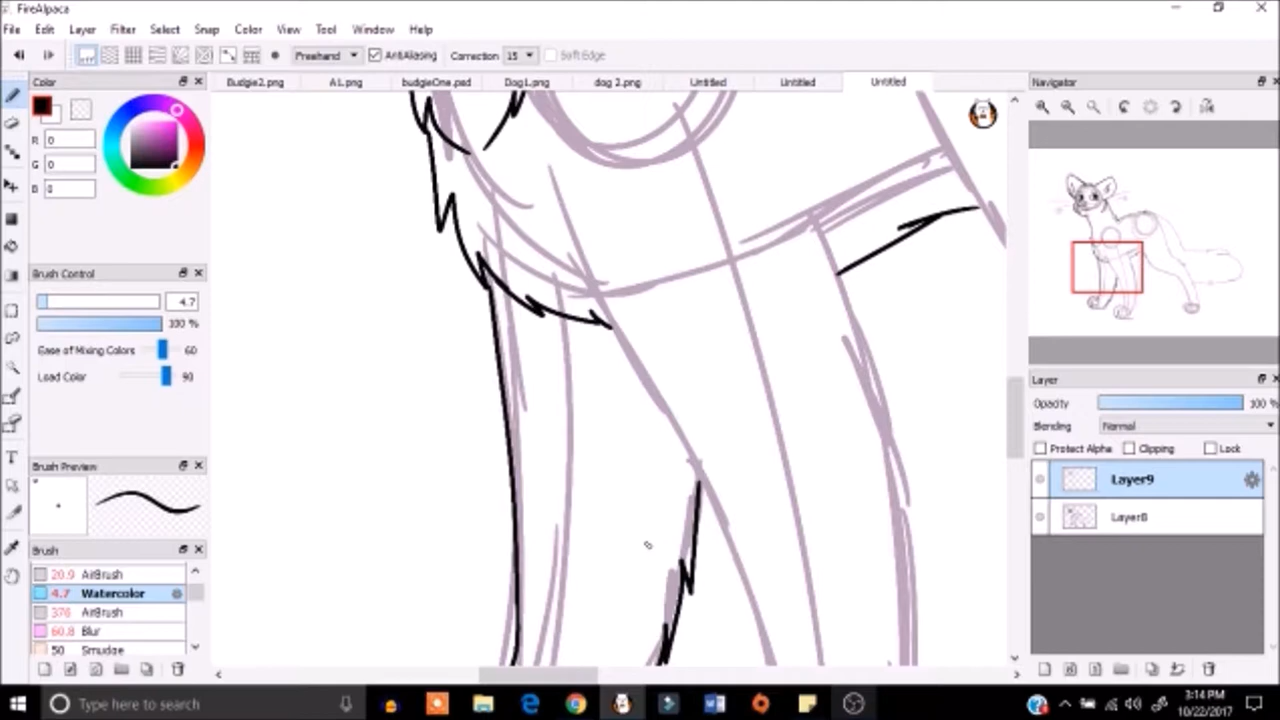 FireAlpaca
File Edit Layer Filter Select Snap Color View Tool Window Help
Freehand AntiAliasing Correction 15 Soft Edge
Color
Budgie2.png A1.png budgieOne.psd Dog1.png dog 2.png Untitled Untitled Untitled
Navigator
R 0
G 0
B 0
Brush Control
4.7
100 %
Ease of Mixing Colors 60
Load Color 90
Layer
Opacity 100 %
Blending Normal
Protect Alpha Clipping Lock
Layer9
Layer8
Brush Preview
Brush
20.9 AirBrush
4.7 Watercolor
376 AirBrush
60.8 Blur
50 Smudge
Type here to search
3:14 PM
10/22/2017